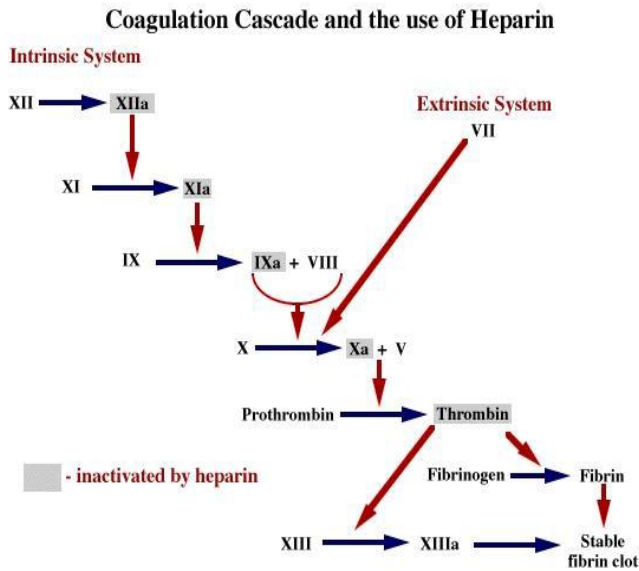 Coagulation Cascade and the use of Heparin
Intrinsic System
XII XIIa
Extrinsic System
VII
XI XIa
IX IXa + VIII
X Xa + V
Prothrombin Thrombin
- inactivated by heparin
Fibrinogen Fibrin
XIII XIIIa Stable
fibrin clot